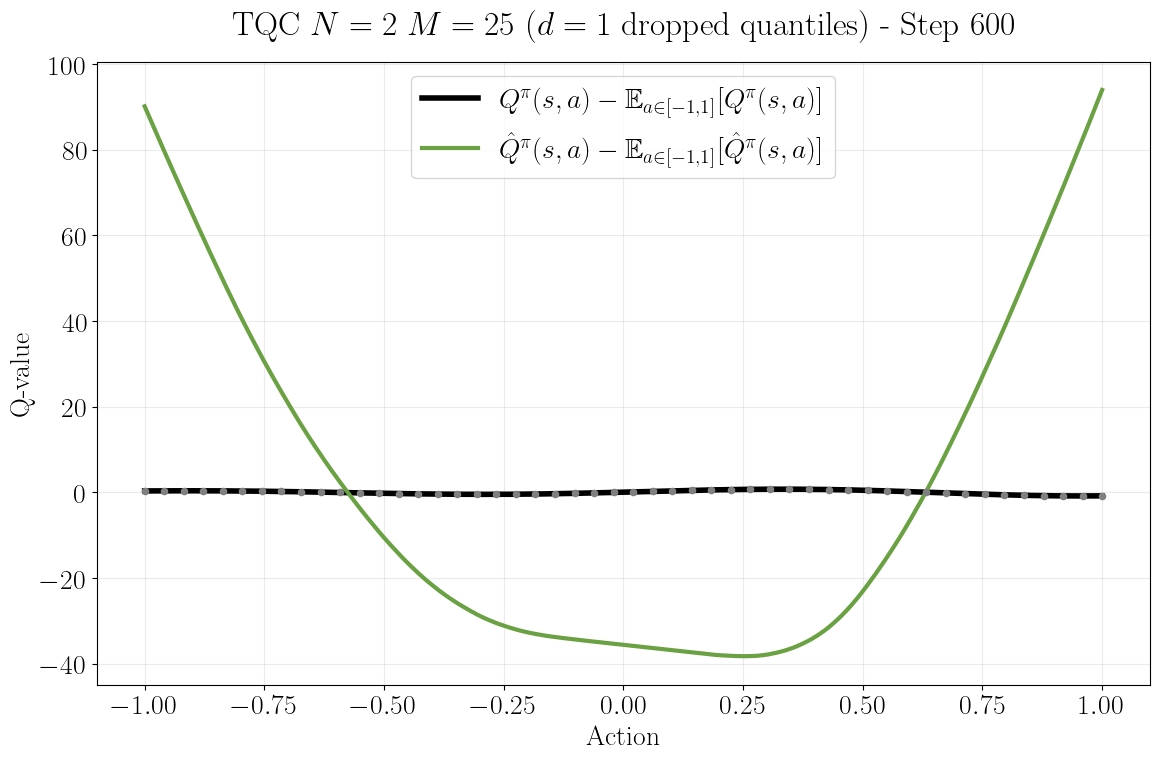 TQC N = 2 M = 25 (d = 1 dropped quantiles) - Step 600
Q^π(s, a) − 𝔼_{a∈[−1,1]}[Q^π(s, a)]
Q̂^π(s, a) − 𝔼_{a∈[−1,1]}[Q̂^π(s, a)]
100
80
60
40
20
0
−20
−40
Q-value
−1.00 −0.75 −0.50 −0.25 0.00 0.25 0.50 0.75 1.00
Action